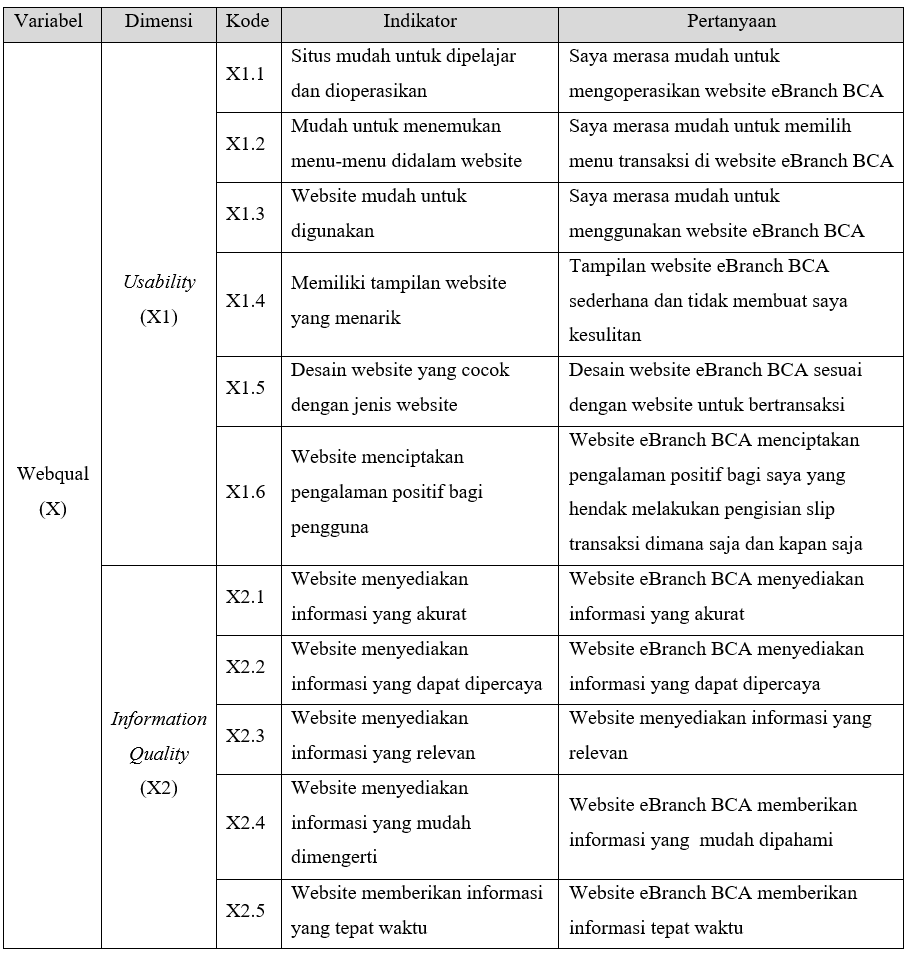 Variabel Dimensi Kode Indikator Pertanyaan
Webqual
(X)
Usability
(X1)
X1.1
Situs mudah untuk dipelajar
dan dioperasikan
Saya merasa mudah untuk
mengoperasikan website eBranch BCA
X1.2
Mudah untuk menemukan
menu-menu didalam website
Saya merasa mudah untuk memilih
menu transaksi di website eBranch BCA
X1.3
Website mudah untuk
digunakan
Saya merasa mudah untuk
menggunakan website eBranch BCA
X1.4
Memiliki tampilan website
yang menarik
Tampilan website eBranch BCA
sederhana dan tidak membuat saya
kesulitan
X1.5
Desain website yang cocok
dengan jenis website
Desain website eBranch BCA sesuai
dengan website untuk bertransaksi
X1.6
Website menciptakan
pengalaman positif bagi
pengguna
Website eBranch BCA menciptakan
pengalaman positif bagi saya yang
hendak melakukan pengisian slip
transaksi dimana saja dan kapan saja
Information
Quality
(X2)
X2.1
Website menyediakan
informasi yang akurat
Website eBranch BCA menyediakan
informasi yang akurat
X2.2
Website menyediakan
informasi yang dapat dipercaya
Website eBranch BCA menyediakan
informasi yang dapat dipercaya
X2.3
Website menyediakan
informasi yang relevan
Website menyediakan informasi yang
relevan
X2.4
Website menyediakan
informasi yang mudah
dimengerti
Website eBranch BCA memberikan
informasi yang  mudah dipahami
X2.5
Website memberikan informasi
yang tepat waktu
Website eBranch BCA memberikan
informasi tepat waktu